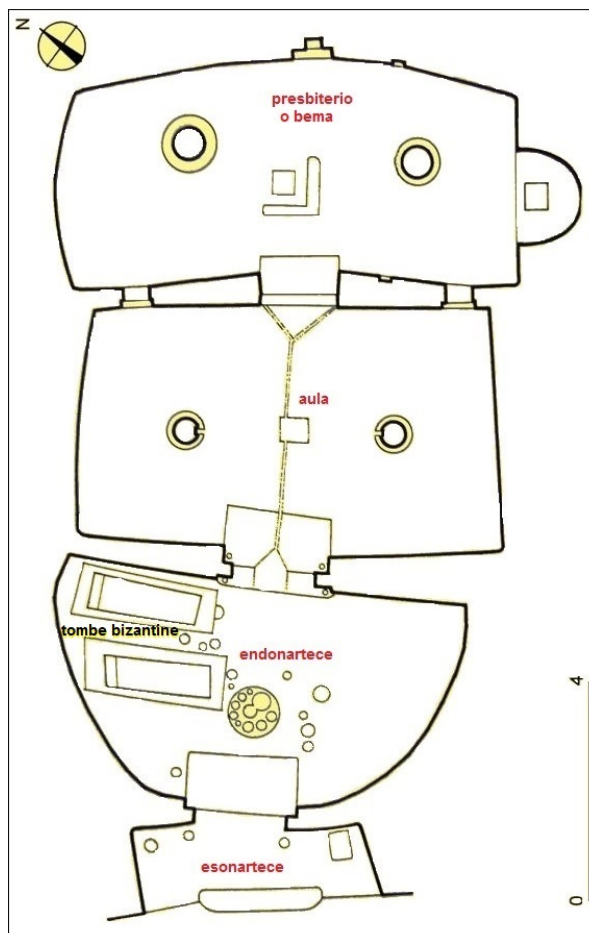 N
presbiterio
o bema
aula
tombe bizantine
endonartece
4
esonartece
0